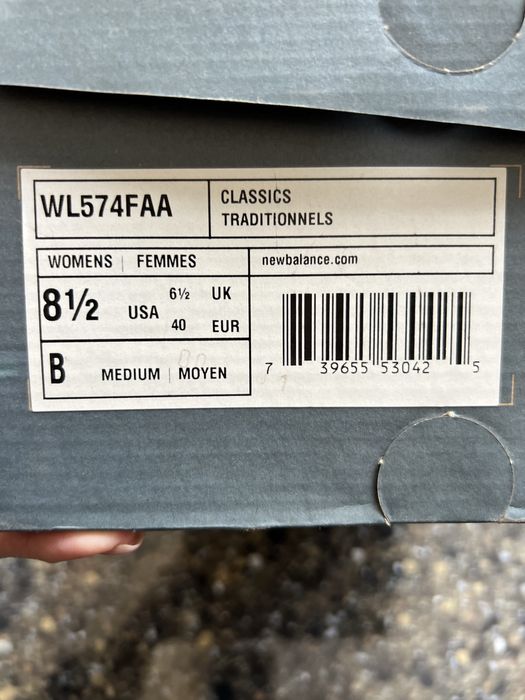 WL574FAA
CLASSICS
TRADITIONNELS
WOMENS | FEMMES
newbalance.com
8½ USA
6½ UK
40 EUR
B MEDIUM | MOYEN
7 39655 53042 5